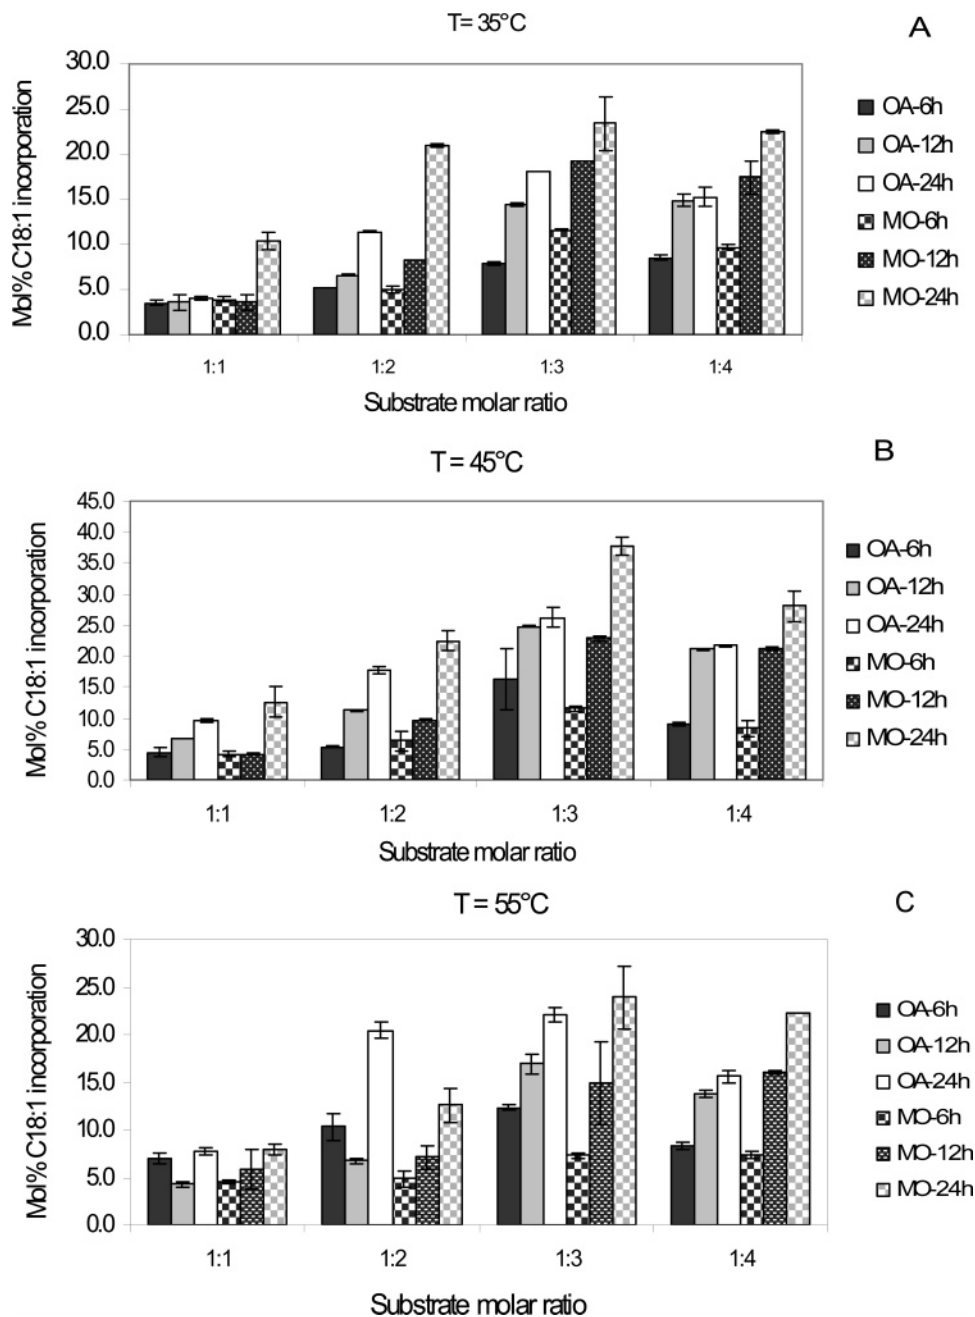 T= 35°C
A
30.0
25.0
20.0
15.0
10.0
5.0
0.0
Mol% C18:1 incorporation
1:1 1:2 1:3 1:4
Substrate molar ratio
OA-6h
OA-12h
OA-24h
MO-6h
MO-12h
MO-24h
T = 45°C
B
45.0
40.0
35.0
30.0
25.0
20.0
15.0
10.0
5.0
0.0
Mol% C18:1 incorporation
1:1 1:2 1:3 1:4
Substrate molar ratio
OA-6h
OA-12h
OA-24h
MO-6h
MO-12h
MO-24h
T = 55°C
C
30.0
25.0
20.0
15.0
10.0
5.0
0.0
Mol% C18:1 incorporation
1:1 1:2 1:3 1:4
Substrate molar ratio
OA-6h
OA-12h
OA-24h
MO-6h
MO-12h
MO-24h